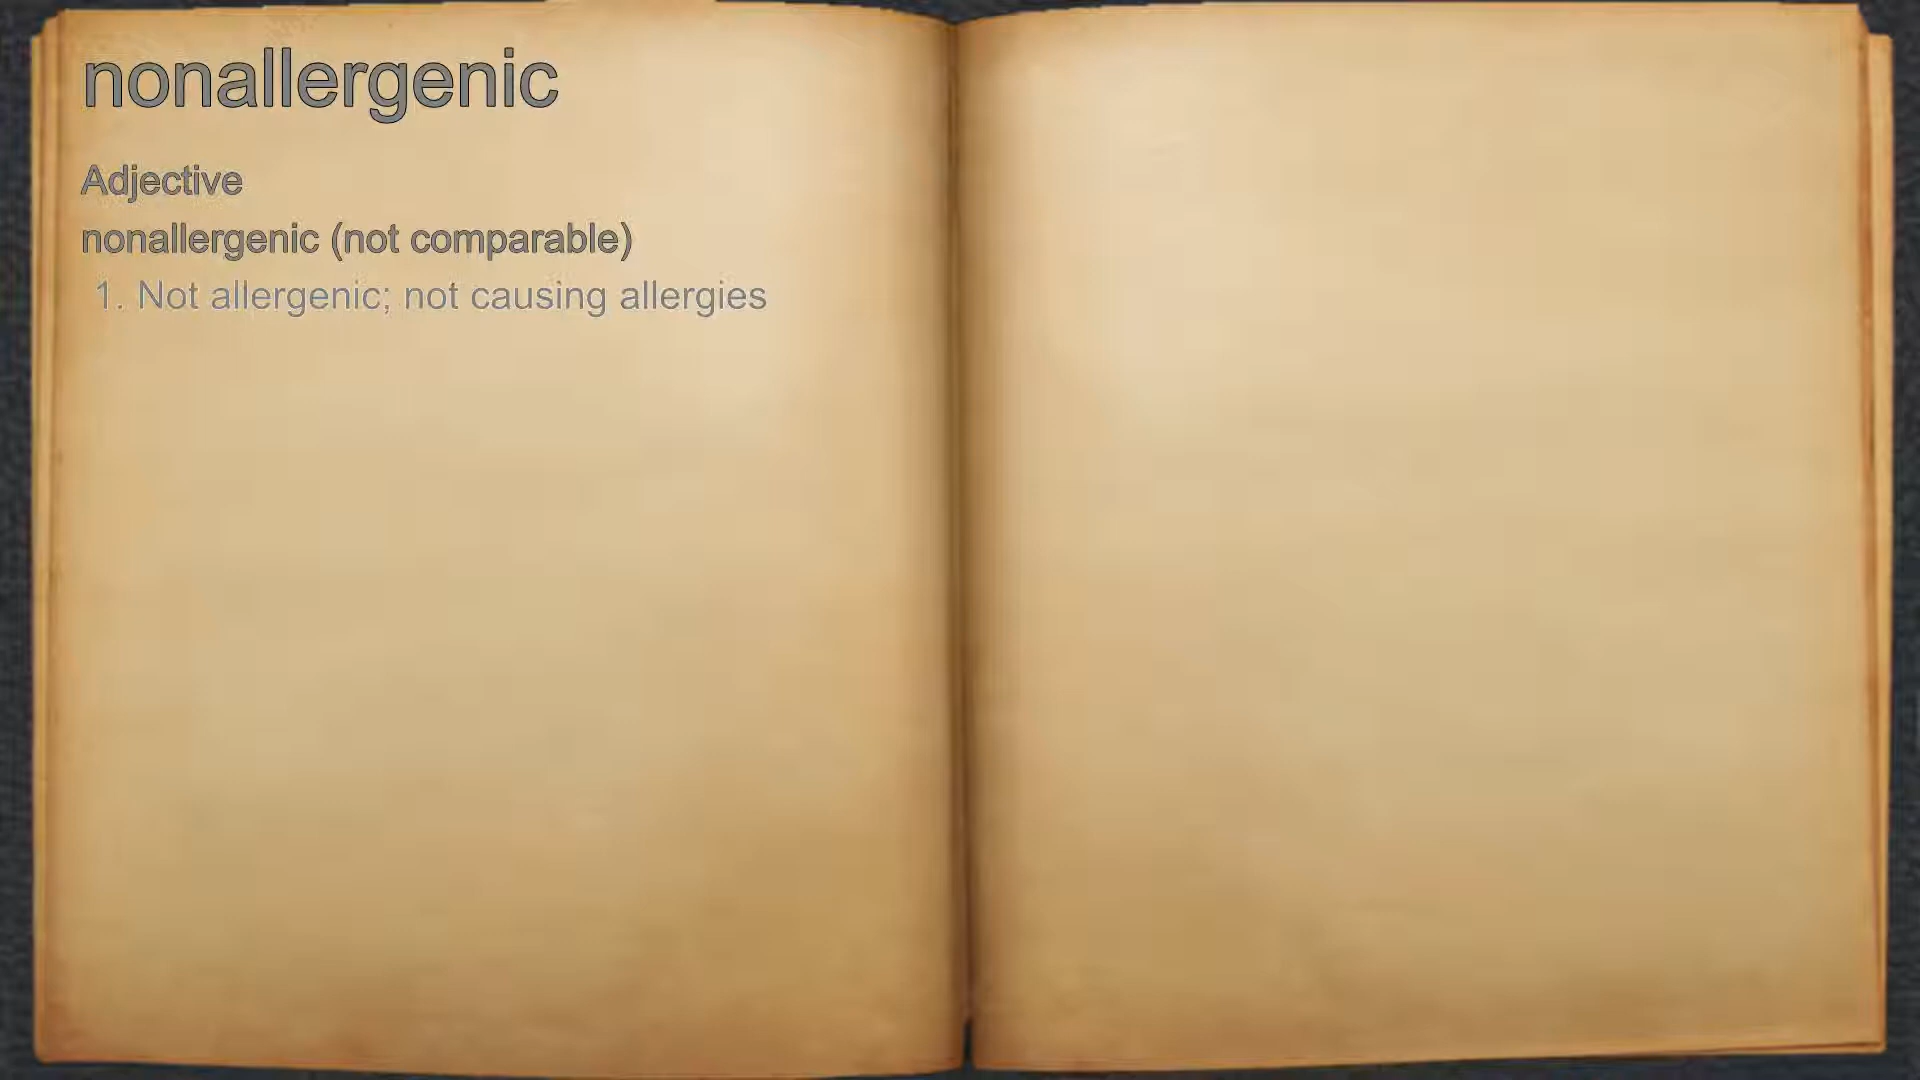 nonallergenic
Adjective
nonallergenic (not comparable)
1. Not allergenic; not causing allergies